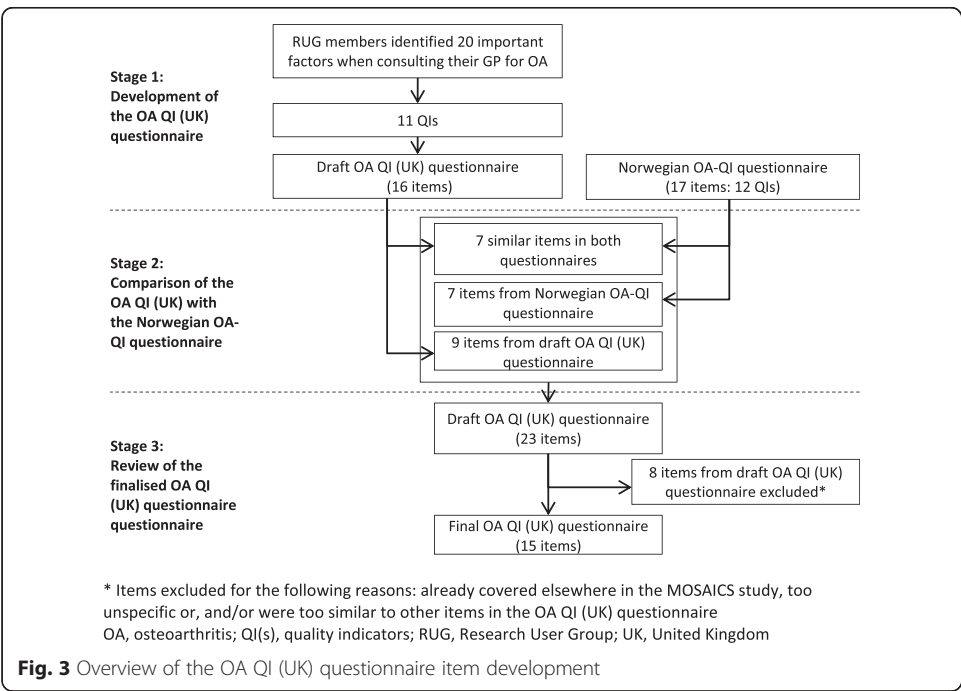 RUG members identified 20 important
factors when consulting their GP for OA
Stage 1:
Development of
the OA QI (UK)
questionnaire
11 QIs
Draft OA QI (UK) questionnaire
(16 items)
Norwegian OA-QI questionnaire
(17 items: 12 QIs)
Stage 2:
Comparison of the
OA QI (UK) with
the Norwegian OA-
QI questionnaire
7 similar items in both
questionnaires
7 items from Norwegian OA-QI
questionnaire
9 items from draft OA QI (UK)
questionnaire
Stage 3:
Review of the
finalised OA QI
(UK) questionnaire
questionnaire
Draft OA QI (UK) questionnaire
(23 items)
8 items from draft OA QI (UK)
questionnaire excluded*
Final OA QI (UK) questionnaire
(15 items)
* Items excluded for the following reasons: already covered elsewhere in the MOSAICS study, too
unspecific or, and/or were too similar to other items in the OA QI (UK) questionnaire
OA, osteoarthritis; QI(s), quality indicators; RUG, Research User Group; UK, United Kingdom
Fig. 3 Overview of the OA QI (UK) questionnaire item development